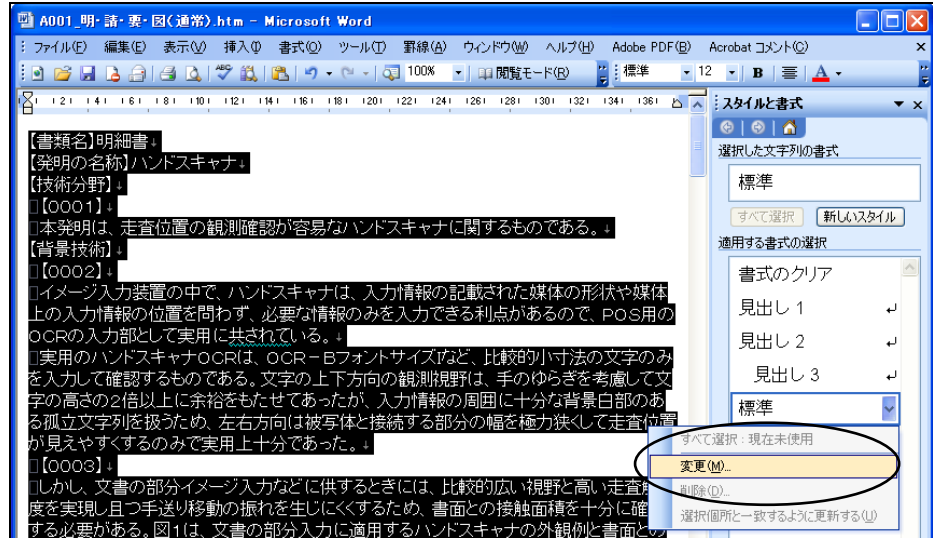 A001_明・請・要・図(通常).htm - Microsoft Word
ファイル(F) 編集(E) 表示(V) 挿入(I) 書式(O) ツール(T) 罫線(A) ウィンドウ(W) ヘルプ(H) Adobe PDF(B) Acrobat コメント(C)
100% 閲覧モード(R) 標準 12 B A
2 4 6 8 10 12 14 16 18 20 22 24 26 28 30 32 34 36
【書類名】明細書↓
【発明の名称】ハンドスキャナ↓
【技術分野】↓
【0001】↓
本発明は、走査位置の観測確認が容易なハンドスキャナに関するものである。↓
【背景技術】↓
【0002】↓
イメージ入力装置の中で、ハンドスキャナは、入力情報の記載された媒体の形状や媒体
上の入力情報の位置を問わず、必要な情報のみを入力できる利点があるので、POS用の
OCRの入力部として実用に共されている。↓
実用のハンドスキャナOCRは、OCR-BフォントサイズIなど、比較的小寸法の文字のみ
を入力して確認するものである。文字の上下方向の観測視野は、手のゆらぎを考慮して文
字の高さの2倍以上に余裕をもたせてあったが、入力情報の周囲に十分な背景白部のあ
る孤立文字列を扱うため、左右方向は被写体と接続する部分の幅を極力狭くして走査位置
が見えやすくするのみで実用上十分であった。↓
【0003】↓
しかし、文書の部分イメージ入力などに供するときには、比較的広い視野と高い走査
度を実現し且つ手送り移動の振れを生じにくくするため、書面との接触面積を十分に確
する必要がある。図1は、文書の部分入力に適用するハンドスキャナの外観例と書面との
スタイルと書式
選択した文字列の書式
標準
すべて選択 新しいスタイル
適用する書式の選択
書式のクリア
見出し 1 ↵
見出し 2 ↵
見出し 3 ↵
標準
すべて選択 : 現在未使用
変更(M)...
削除(D)...
選択個所と一致するように更新する(U)